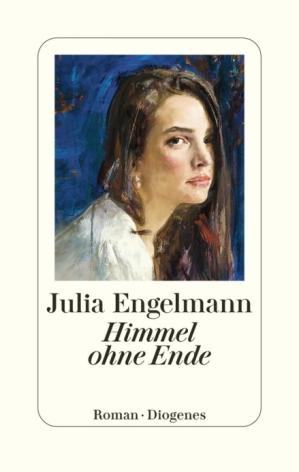 Julia Engelmann
Himmel
ohne Ende
Roman · Diogenes